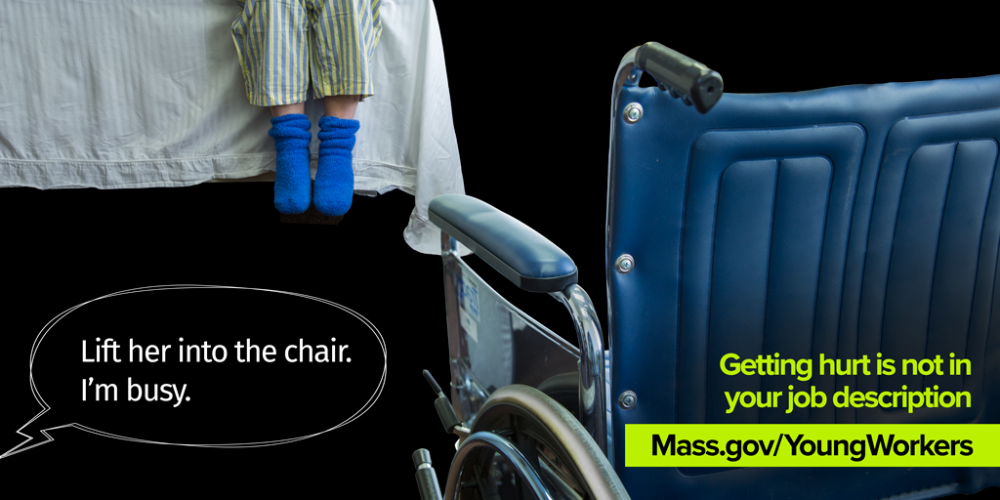 Lift her into the chair.
I'm busy.
Getting hurt is not in
your job description
Mass.gov/YoungWorkers